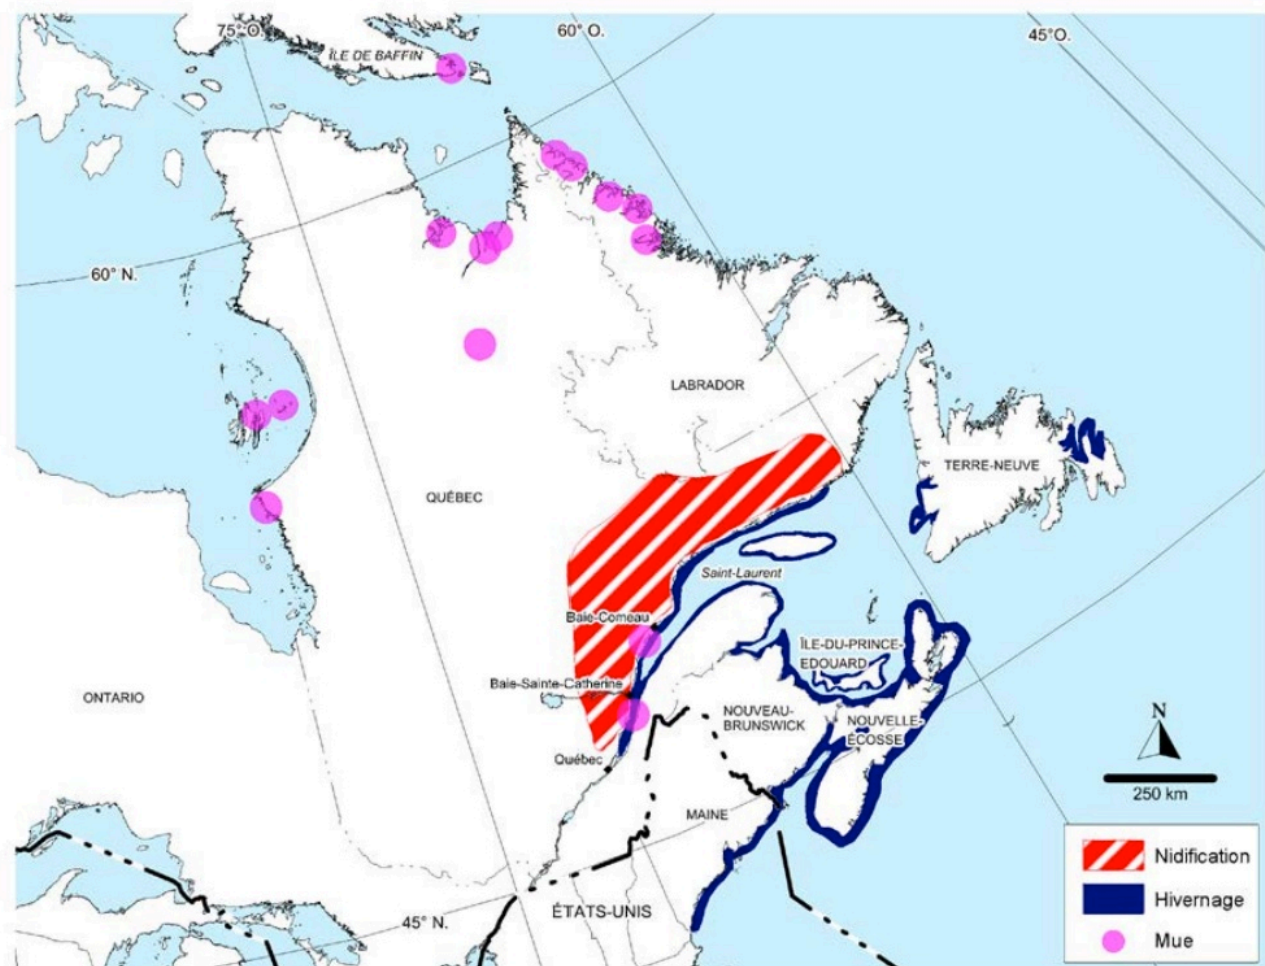 75° O.
60° O.
45°O.
ÎLE DE BAFFIN
60° N.
LABRADOR
TERRE-NEUVE
QUÉBEC
Saint-Laurent
Baie-Comeau
ÎLE-DU-PRINCE-
EDOUARD
Baie-Sainte-Catherine
ONTARIO
NOUVEAU-
BRUNSWICK
NOUVELLE-
ÉCOSSE
N
Québec
250 km
MAINE
45° N.
ÉTATS-UNIS
Nidification
Hivernage
Mue